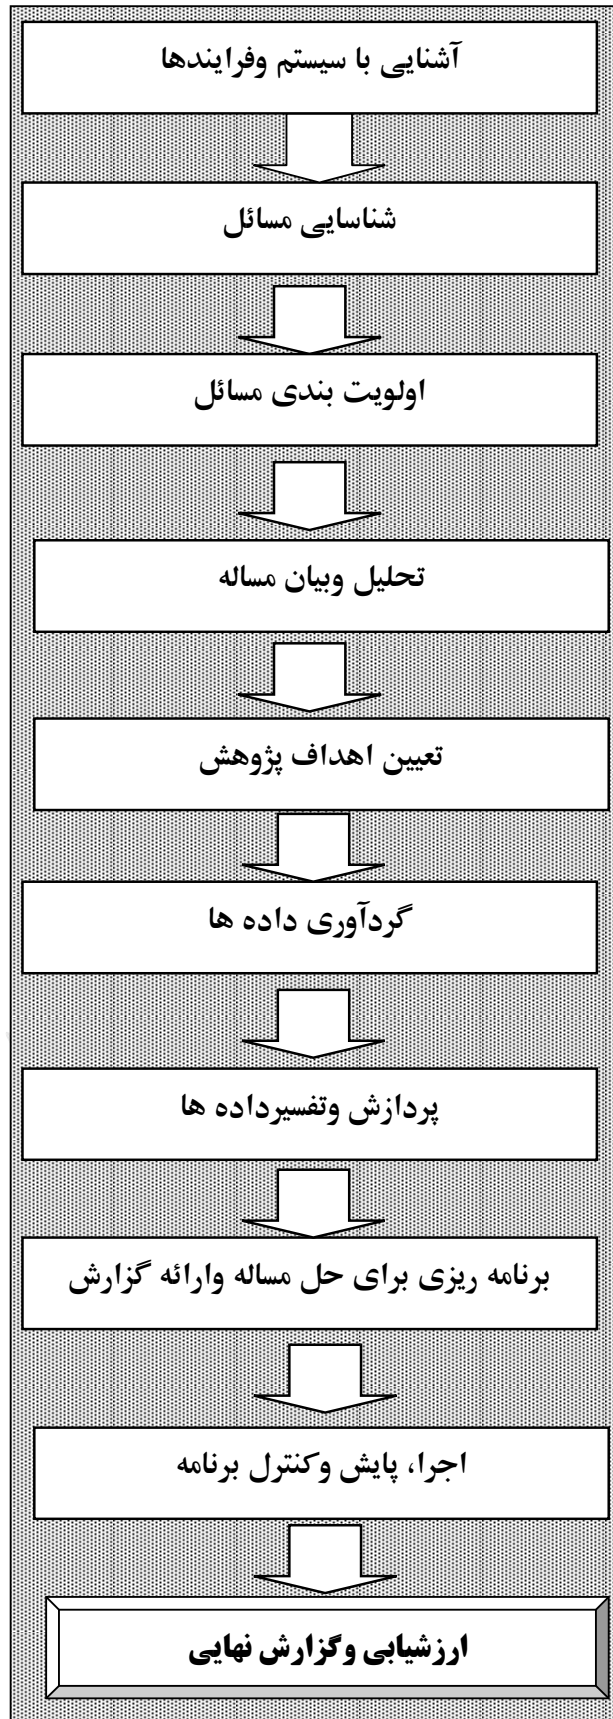 آشنایی با سیستم وفرایندها
شناسایی مسائل
اولویت بندی مسائل
تحلیل وبیان مساله
تعیین اهداف پژوهش
گردآوری داده ها
پردازش وتفسیرداده ها
برنامه ریزی برای حل مساله وارائه گزارش
اجرا، پایش وکنترل برنامه
ارزشیابی وگزارش نهایی